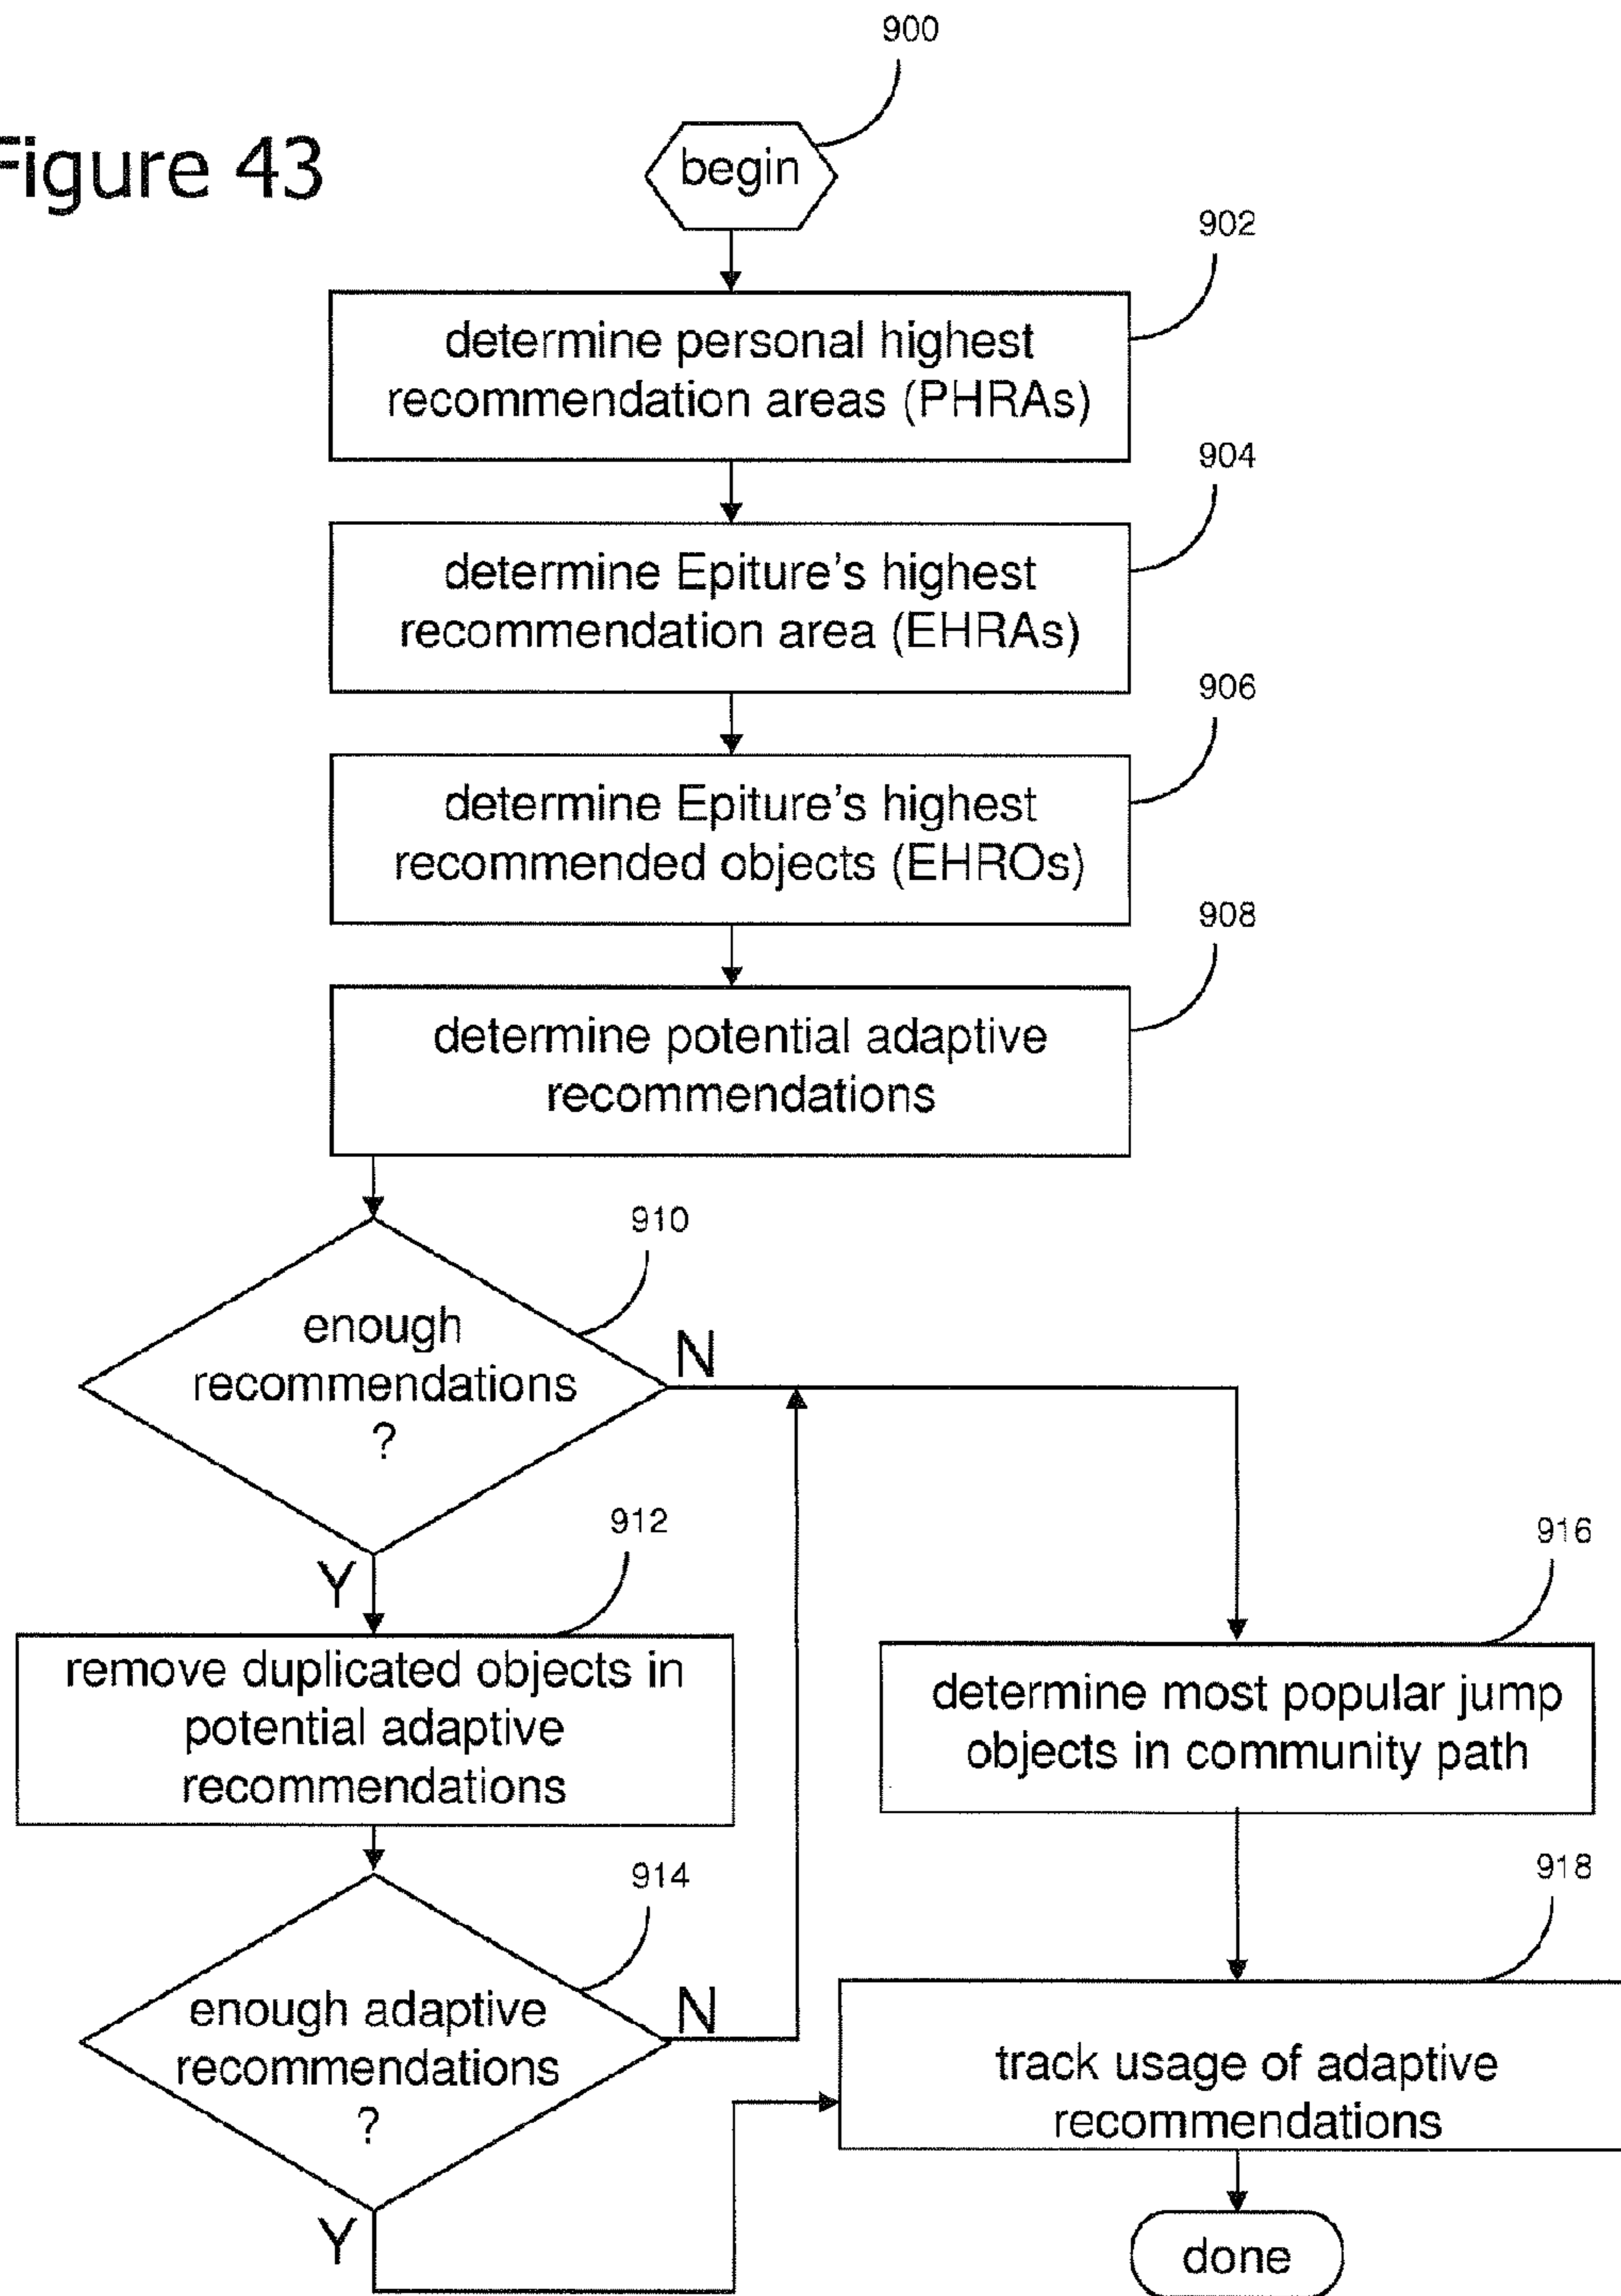 900
Figure 43
begin
902
determine personal highest
recommendation areas (PHRAs)
904
determine Epiture's highest
recommendation area (EHRAs)
906
determine Epiture's highest
recommended objects (EHROs)
908
determine potential adaptive
recommendations
910
enough
recommendations
?
N
Y
912
remove duplicated objects in
potential adaptive
recommendations
916
determine most popular jump
objects in community path
914
enough adaptive
recommendations
?
N
Y
918
track usage of adaptive
recommendations
done